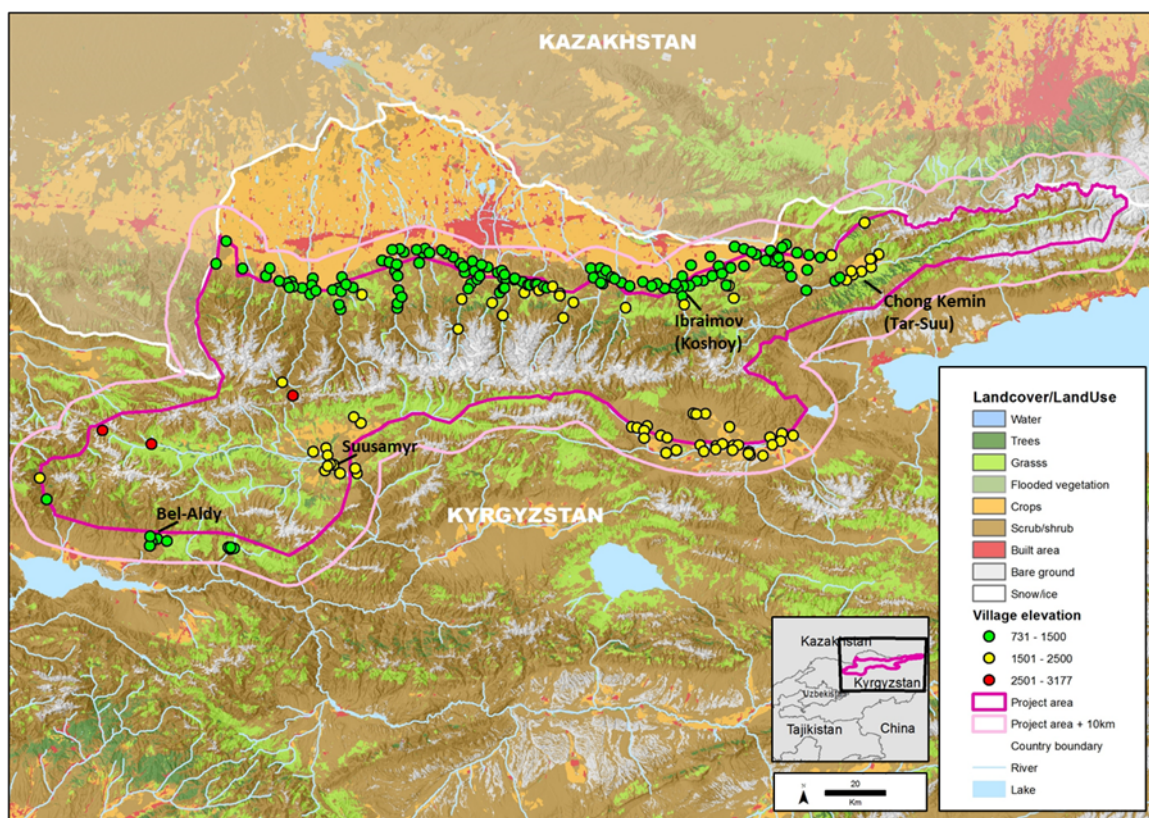 KAZAKHSTAN
Chong Kemin
(Tar-Suu)
Ibraimov
(Koshoy)
Suusamyr
Bel-Aldy
KYRGYZSTAN
Landcover/LandUse
Water
Trees
Grasss
Flooded vegetation
Crops
Scrub/shrub
Built area
Bare ground
Snow/ice
Village elevation
731 - 1500
1501 - 2500
2501 - 3177
Project area
Project area + 10km
Country boundary
River
Lake
Kazakhstan
Kyrgyzstan
Uzbekistan
Tajikistan
China
N
20
Km